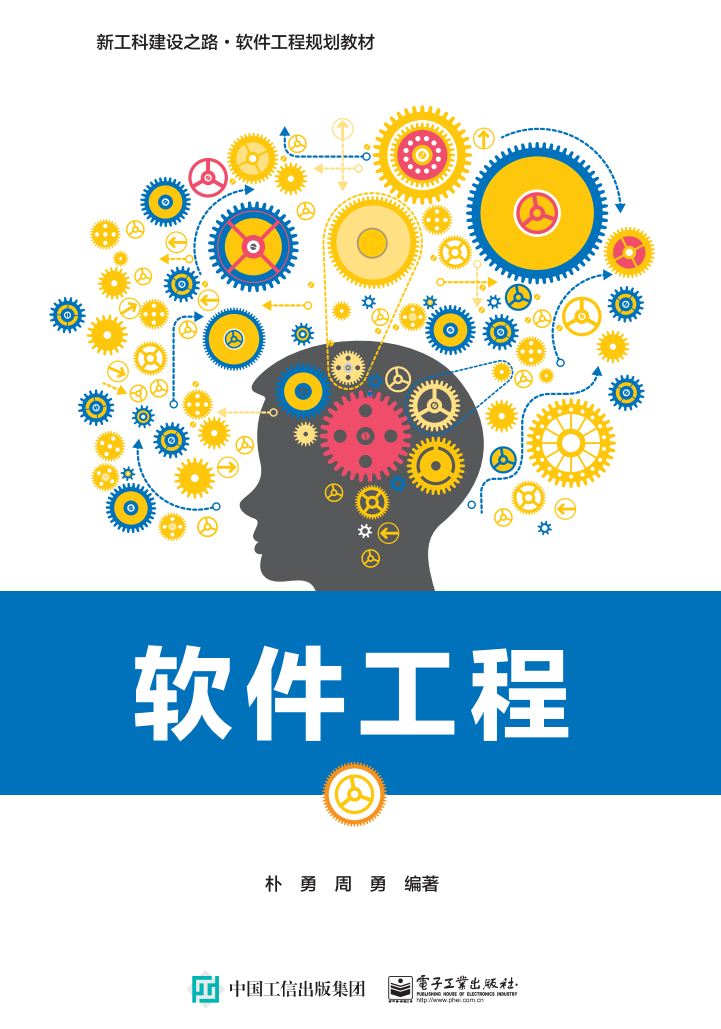 新工科建设之路·软件工程规划教材
软件工程
朴 勇 周 勇 编著
中国工信出版集团
電子工業出版社
PUBLISHING HOUSE OF ELECTRONICS INDUSTRY
http://www.phei.com.cn